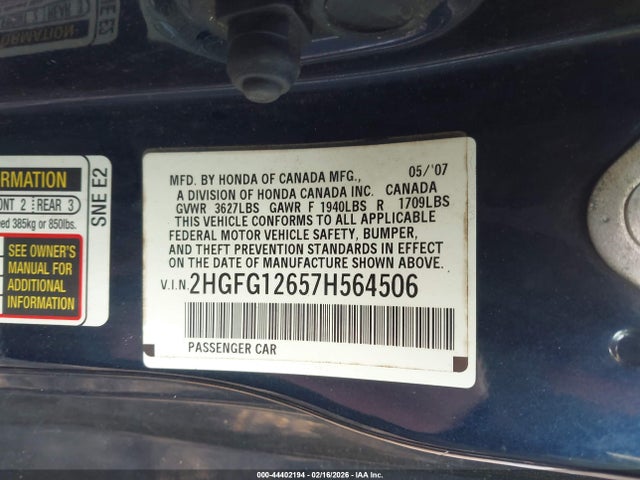 FORMATION
ONT 2 REAR 3
ed 385kg or 850lbs.
SEE OWNER'S
MANUAL FOR
ADDITIONAL
INFORMATION
SNE E2
MFD. BY HONDA OF CANADA MFG., 05/'07
A DIVISION OF HONDA CANADA INC. CANADA
GVWR 3627LBS GAWR F 1940LBS R 1709LBS
THIS VEHICLE CONFORMS TO ALL APPLICABLE
FEDERAL MOTOR VEHICLE SAFETY, BUMPER,
AND THEFT PREVENTION STANDARDS IN EFFECT
ON THE DATE OF MANUFACTURE SHOWN ABOVE.
V.I.N. 2HGFG12657H564506
PASSENGER CAR
000-44402194 | 02/16/2026 - IAA Inc.